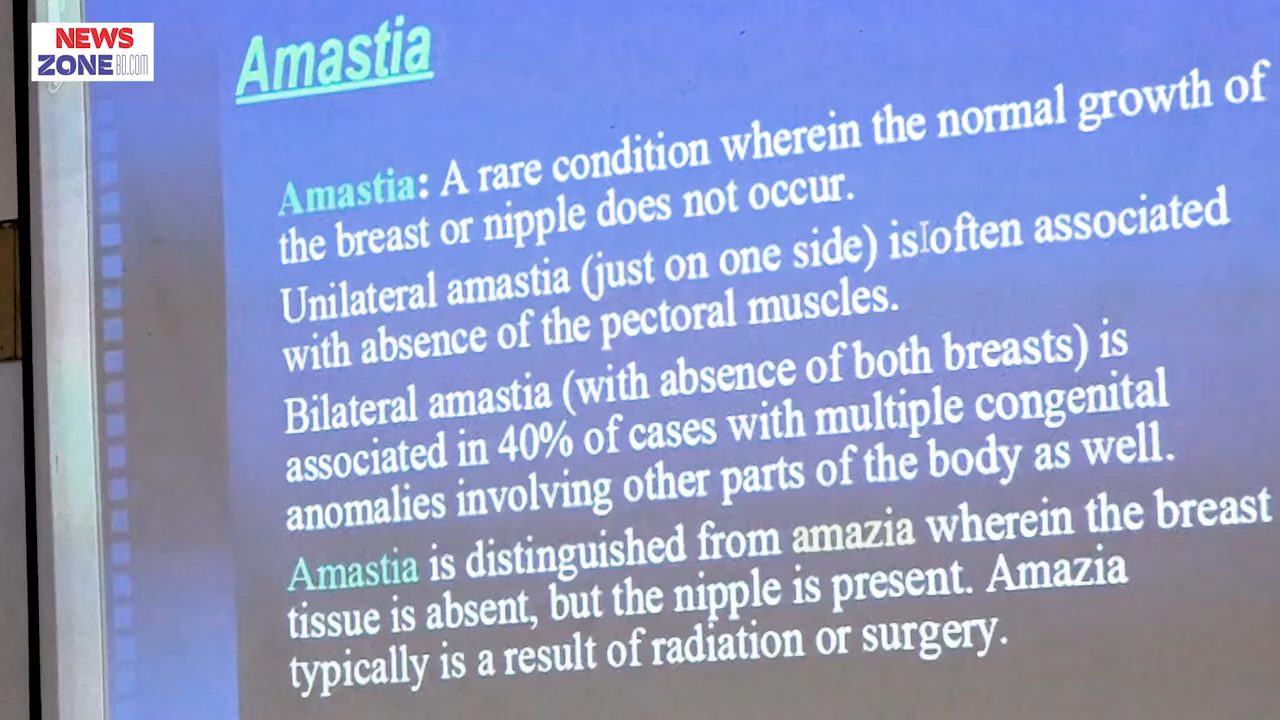 NEWS
ZONEBD.COM
Amastia
Amastia: A rare condition wherein the normal growth of
the breast or nipple does not occur.
Unilateral amastia (just on one side) is often associated
with absence of the pectoral muscles.
Bilateral amastia (with absence of both breasts) is
associated in 40% of cases with multiple congenital
anomalies involving other parts of the body as well.
Amastia is distinguished from amazia wherein the breast
tissue is absent, but the nipple is present. Amazia
typically is a result of radiation or surgery.